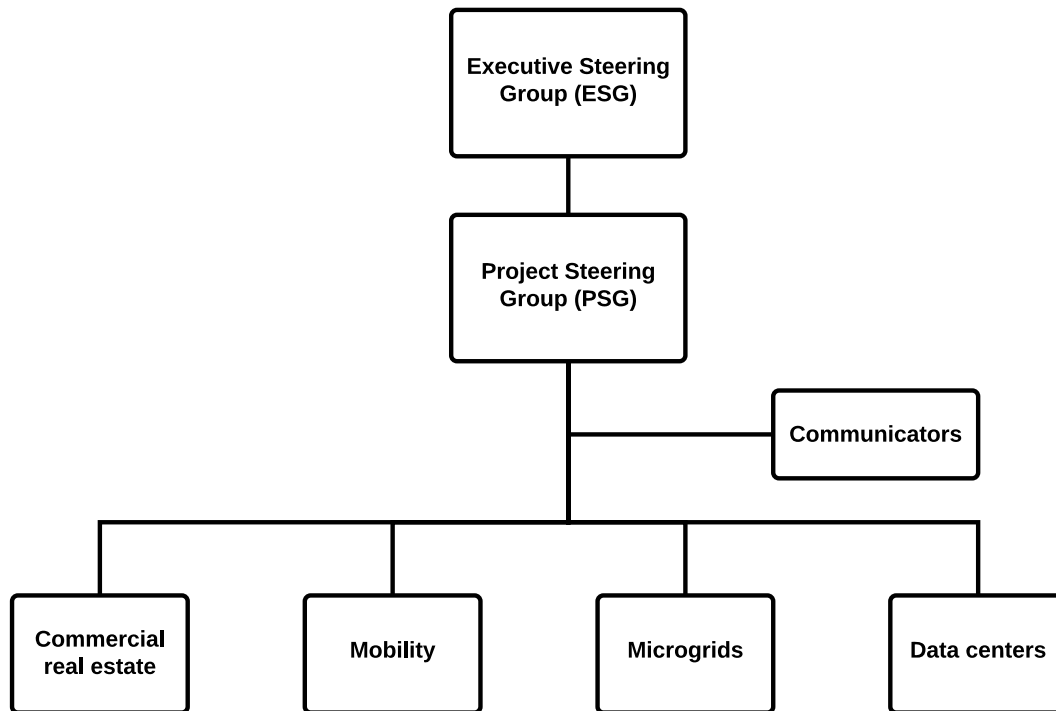 Executive Steering
Group (ESG)
Project Steering
Group (PSG)
Communicators
Commercial
real estate
Mobility
Microgrids
Data centers